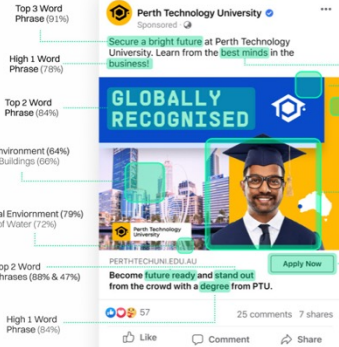 Top 3 Word
Phrase (91%)
High 1 Word
Phrase (78%)
Top 2 Word
Phrase (84%)
nvironment (64%)
Buildings (66%)
al Enviornment (79%)
of Water (72%)
op 2 Word
hrases (88% & 47%)
High 1 Word
Phrase (84%)
Perth Technology University
Sponsored ·
Secure a bright future at Perth Technology
University. Learn from the best minds in the
business!
GLOBALLY
RECOGNISED
Perth Technology
University
PERTHTECHUNI.EDU.AU
Become future ready and stand out
from the crowd with a degree from PTU.
Apply Now
57
25 comments 7 shares
Like
Comment
Share